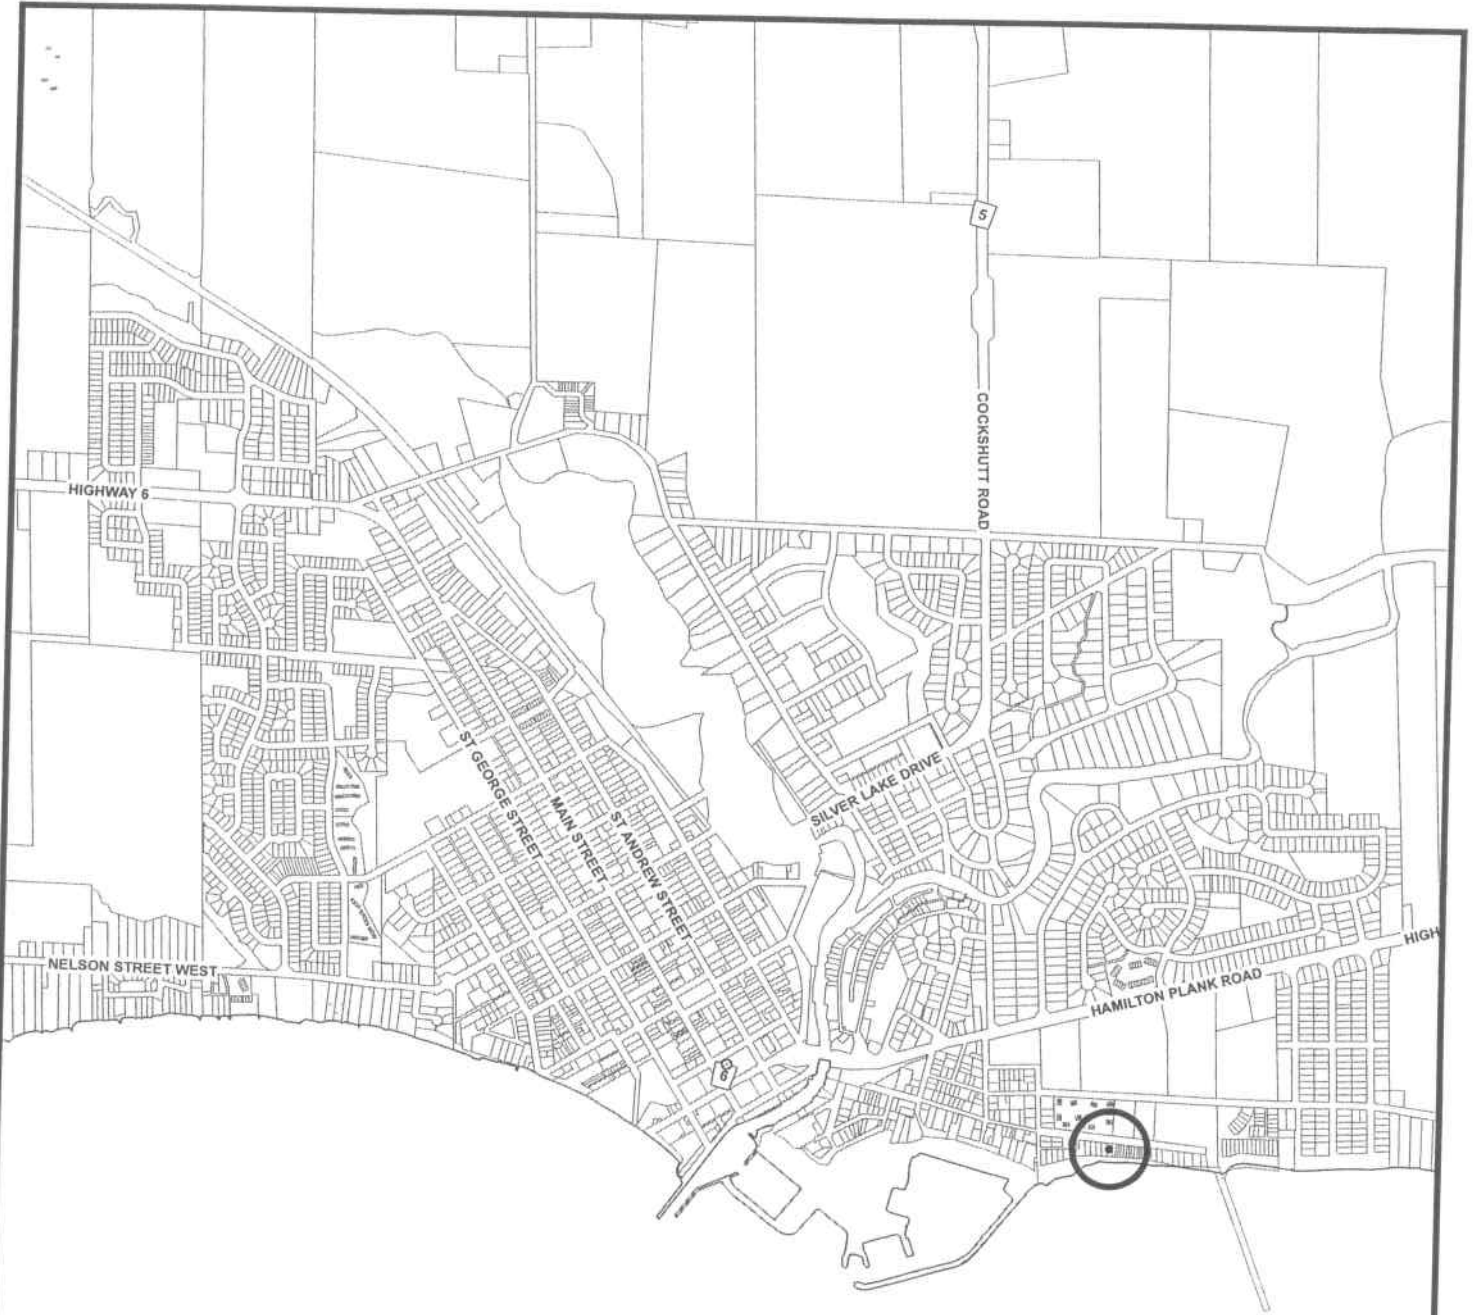 5
COCKSHUTT ROAD
HIGHWAY 6
ST GEORGE STREET
MAIN STREET
ST ANDREW STREET
SILVER LAKE DRIVE
HIGH
NELSON STREET WEST
HAMILTON PLANK ROAD
6